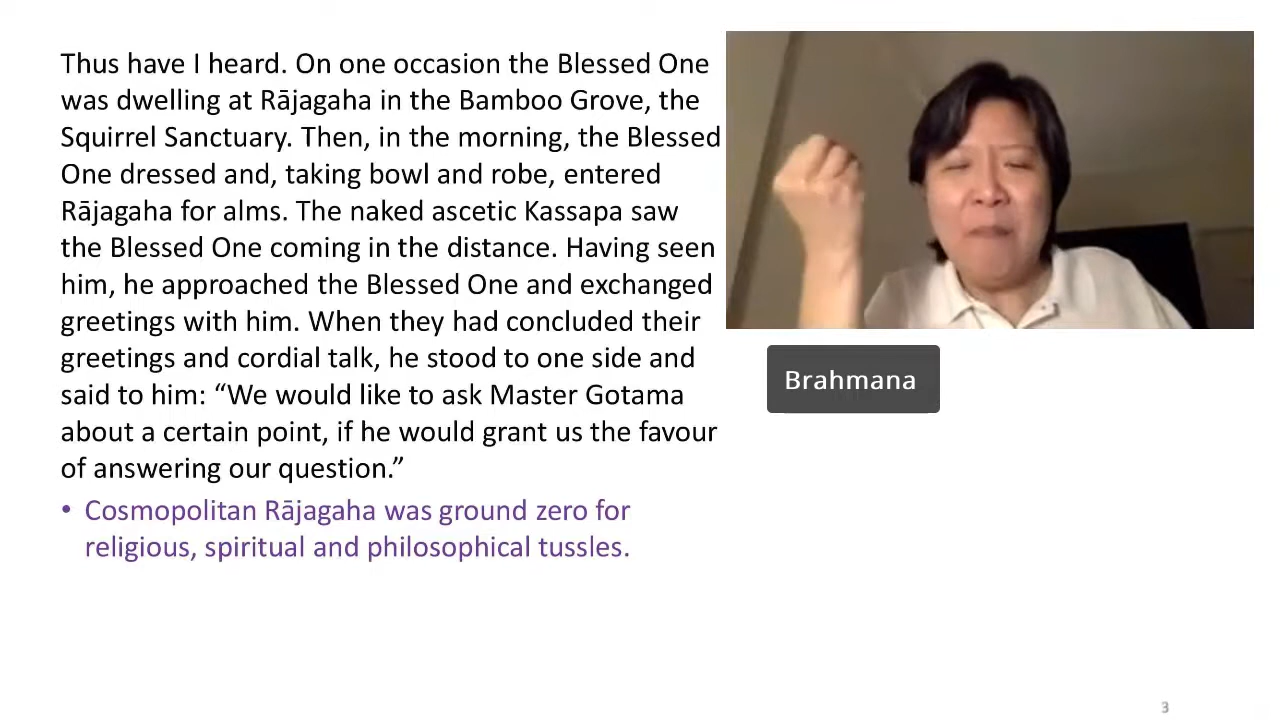 Thus have I heard. On one occasion the Blessed One
was dwelling at Rājagaha in the Bamboo Grove, the
Squirrel Sanctuary. Then, in the morning, the Blessed
One dressed and, taking bowl and robe, entered
Rājagaha for alms. The naked ascetic Kassapa saw
the Blessed One coming in the distance. Having seen
him, he approached the Blessed One and exchanged
greetings with him. When they had concluded their
greetings and cordial talk, he stood to one side and
said to him: “We would like to ask Master Gotama
about a certain point, if he would grant us the favour
of answering our question.”
• Cosmopolitan Rājagaha was ground zero for
religious, spiritual and philosophical tussles.
Brahmana
3